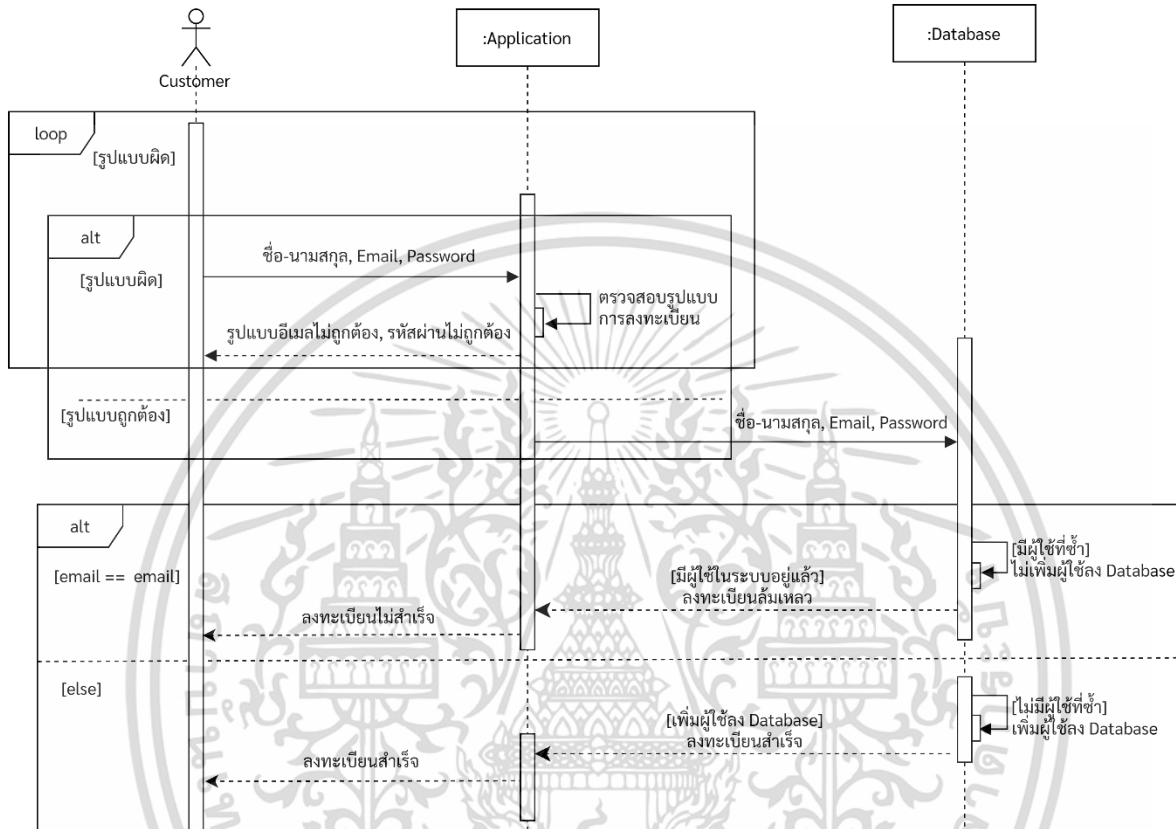 :Application
:Database
Customer
loop
[รูปแบบผิด]
alt
ชื่อ-นามสกุล, Email, Password
[รูปแบบผิด]
ตรวจสอบรูปแบบ
การลงทะเบียน
รูปแบบอีเมลไม่ถูกต้อง, รหัสผ่านไม่ถูกต้อง
[รูปแบบถูกต้อง]
ชื่อ-นามสกุล, Email, Password
alt
[email == email]
[มีผู้ใช้ที่ซ้ำ]
ไม่เพิ่มผู้ใช้ลง Database
[มีผู้ใช้ในระบบอยู่แล้ว]
ลงทะเบียนล้มเหลว
ลงทะเบียนไม่สำเร็จ
[else]
[ไม่มีผู้ใช้ที่ซ้ำ]
เพิ่มผู้ใช้ลง Database
[เพิ่มผู้ใช้ลง Database]
ลงทะเบียนสำเร็จ
ลงทะเบียนสำเร็จ